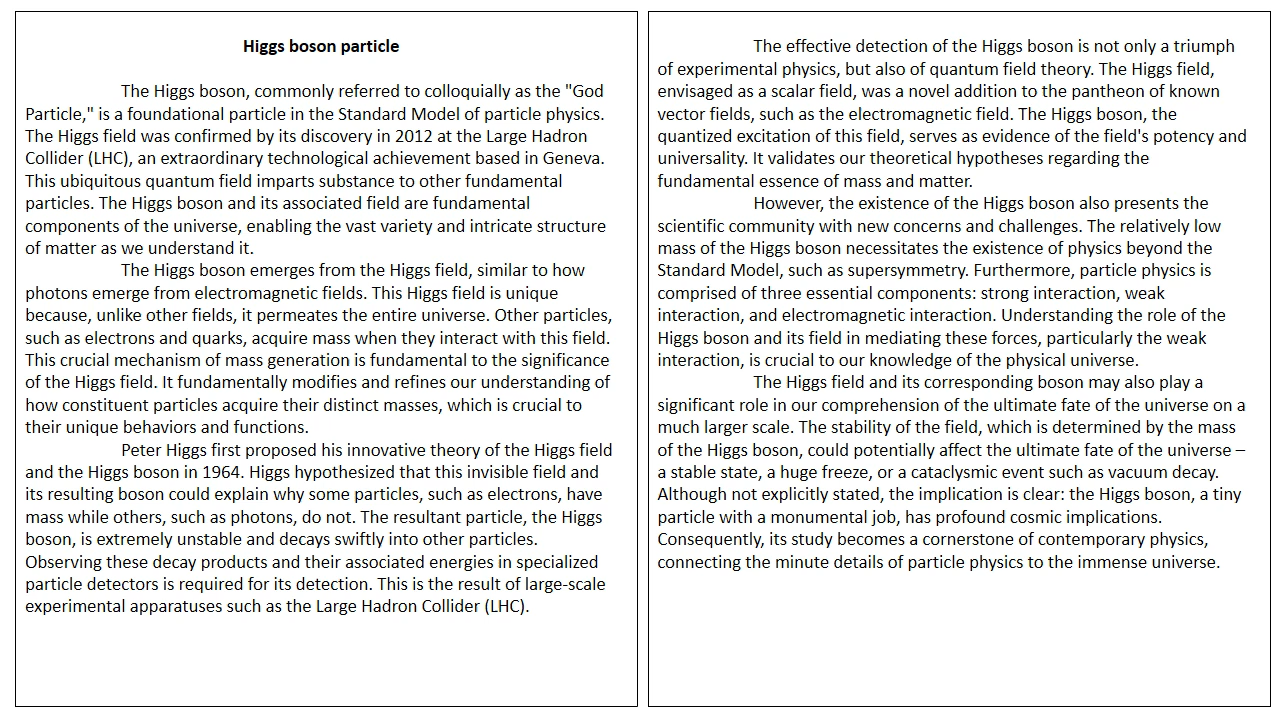 Higgs boson particle
The Higgs boson, commonly referred to colloquially as the "God
Particle," is a foundational particle in the Standard Model of particle physics.
The Higgs field was confirmed by its discovery in 2012 at the Large Hadron
Collider (LHC), an extraordinary technological achievement based in Geneva.
This ubiquitous quantum field imparts substance to other fundamental
particles. The Higgs boson and its associated field are fundamental
components of the universe, enabling the vast variety and intricate structure
of matter as we understand it.
The Higgs boson emerges from the Higgs field, similar to how
photons emerge from electromagnetic fields. This Higgs field is unique
because, unlike other fields, it permeates the entire universe. Other particles,
such as electrons and quarks, acquire mass when they interact with this field.
This crucial mechanism of mass generation is fundamental to the significance
of the Higgs field. It fundamentally modifies and refines our understanding of
how constituent particles acquire their distinct masses, which is crucial to
their unique behaviors and functions.
Peter Higgs first proposed his innovative theory of the Higgs field
and the Higgs boson in 1964. Higgs hypothesized that this invisible field and
its resulting boson could explain why some particles, such as electrons, have
mass while others, such as photons, do not. The resultant particle, the Higgs
boson, is extremely unstable and decays swiftly into other particles.
Observing these decay products and their associated energies in specialized
particle detectors is required for its detection. This is the result of large-scale
experimental apparatuses such as the Large Hadron Collider (LHC).
The effective detection of the Higgs boson is not only a triumph
of experimental physics, but also of quantum field theory. The Higgs field,
envisaged as a scalar field, was a novel addition to the pantheon of known
vector fields, such as the electromagnetic field. The Higgs boson, the
quantized excitation of this field, serves as evidence of the field's potency and
universality. It validates our theoretical hypotheses regarding the
fundamental essence of mass and matter.
However, the existence of the Higgs boson also presents the
scientific community with new concerns and challenges. The relatively low
mass of the Higgs boson necessitates the existence of physics beyond the
Standard Model, such as supersymmetry. Furthermore, particle physics is
comprised of three essential components: strong interaction, weak
interaction, and electromagnetic interaction. Understanding the role of the
Higgs boson and its field in mediating these forces, particularly the weak
interaction, is crucial to our knowledge of the physical universe.
The Higgs field and its corresponding boson may also play a
significant role in our comprehension of the ultimate fate of the universe on a
much larger scale. The stability of the field, which is determined by the mass
of the Higgs boson, could potentially affect the ultimate fate of the universe –
a stable state, a huge freeze, or a cataclysmic event such as vacuum decay.
Although not explicitly stated, the implication is clear: the Higgs boson, a tiny
particle with a monumental job, has profound cosmic implications.
Consequently, its study becomes a cornerstone of contemporary physics,
connecting the minute details of particle physics to the immense universe.